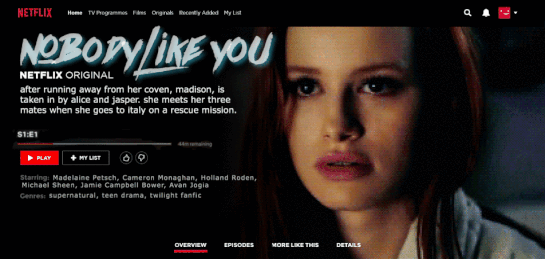 NETFLIX Home TV Programmes Films Originals Recently Added My List
NOBODY LIKE YOU
NETFLIX ORIGINAL
after running away from her coven, madison, is
taken in by alice and jasper. she meets her three
mates when she goes to italy on a rescue mission.
S1:E1
44m remaining
PLAY + MY LIST
Starring: Madelaine Petsch, Cameron Monaghan, Holland Roden,
Michael Sheen, Jamie Campbell Bower, Avan Jogia
Genres: supernatural, teen drama, twilight fanfic
OVERVIEW EPISODES MORE LIKE THIS DETAILS